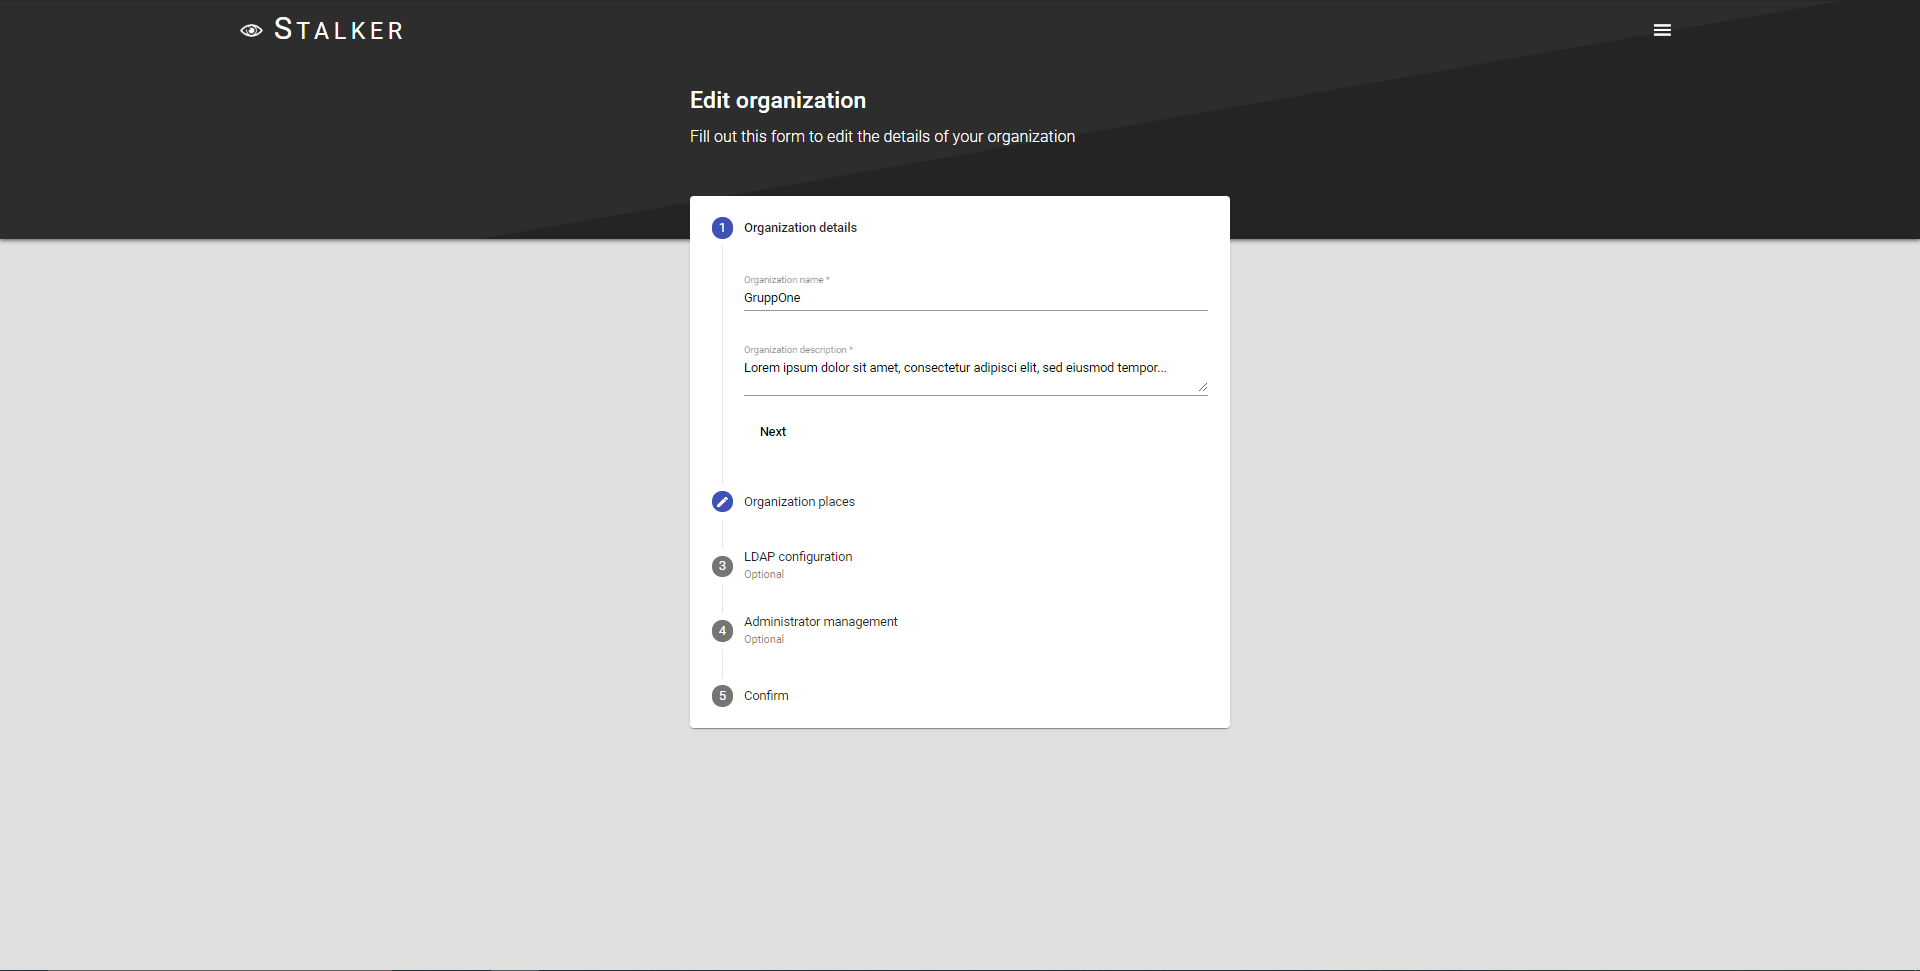 STALKER
Edit organization
Fill out this form to edit the details of your organization
1 Organization details
Organization name *
GruppOne
Organization description *
Lorem ipsum dolor sit amet, consectetur adipisci elit, sed eiusmod tempor...
Next
Organization places
3 LDAP configuration
Optional
4 Administrator management
Optional
5 Confirm